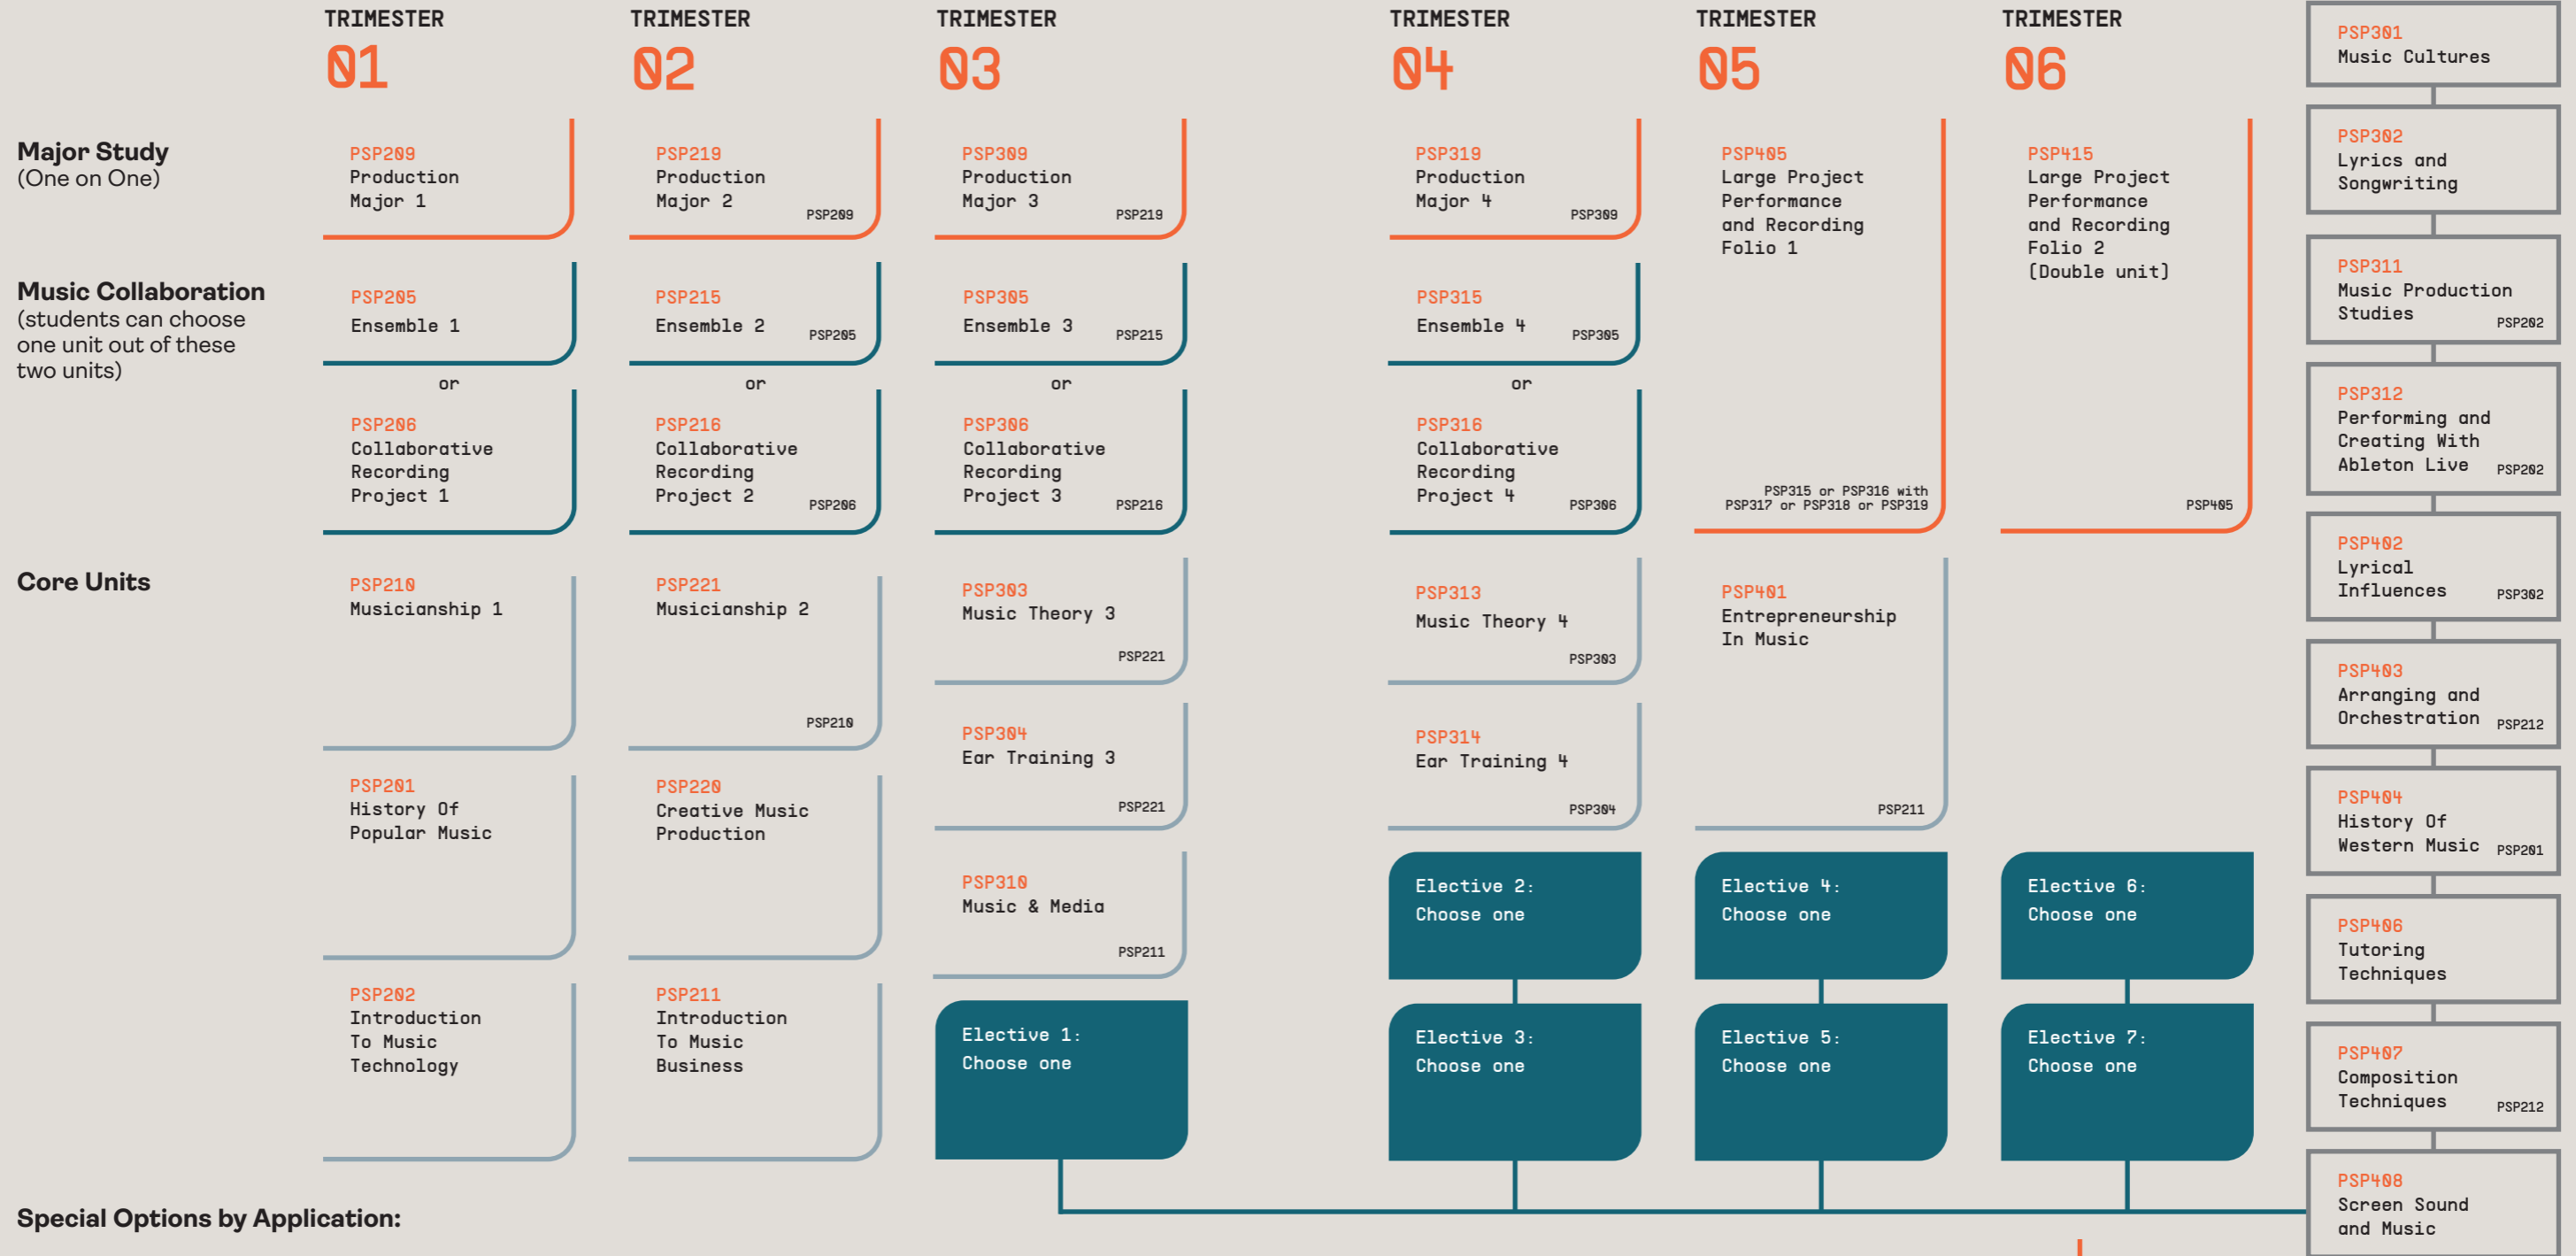 TRIMESTER
01
TRIMESTER
02
TRIMESTER
03
TRIMESTER
04
TRIMESTER
05
TRIMESTER
06
Major Study
(One on One)
PSP209
Production
Major 1
PSP219
Production
Major 2
PSP209
PSP309
Production
Major 3
PSP219
PSP319
Production
Major 4
PSP309
PSP405
Large Project
Performance
and Recording
Folio 1
PSP315 or PSP316 with
PSP317 or PSP318 or PSP319
PSP415
Large Project
Performance
and Recording
Folio 2
(Double unit)
PSP405
Music Collaboration
(students can choose
one unit out of these
two units)
PSP205
Ensemble 1
or
PSP206
Collaborative
Recording
Project 1
PSP215
Ensemble 2
PSP205
or
PSP216
Collaborative
Recording
Project 2
PSP206
PSP305
Ensemble 3
PSP215
or
PSP306
Collaborative
Recording
Project 3
PSP216
PSP315
Ensemble 4
PSP305
or
PSP316
Collaborative
Recording
Project 4
PSP306
Core Units
PSP210
Musicianship 1
PSP201
History Of
Popular Music
PSP202
Introduction
To Music
Technology
PSP221
Musicianship 2
PSP210
PSP220
Creative Music
Production
PSP211
Introduction
To Music
Business
PSP303
Music Theory 3
PSP221
PSP304
Ear Training 3
PSP221
PSP310
Music & Media
PSP211
Elective 1:
Choose one
PSP313
Music Theory 4
PSP303
PSP314
Ear Training 4
PSP304
Elective 2:
Choose one
Elective 3:
Choose one
PSP401
Entrepreneurship
In Music
PSP211
Elective 4:
Choose one
Elective 5:
Choose one
Elective 6:
Choose one
Elective 7:
Choose one
PSP301
Music Cultures
PSP302
Lyrics and
Songwriting
PSP311
Music Production
Studies
PSP202
PSP312
Performing and
Creating With
Ableton Live
PSP202
PSP402
Lyrical
Influences
PSP302
PSP403
Arranging and
Orchestration
PSP212
PSP404
History Of
Western Music
PSP201
PSP406
Tutoring
Techniques
PSP407
Composition
Techniques
PSP212
PSP408
Screen Sound
and Music
Special Options by Application: